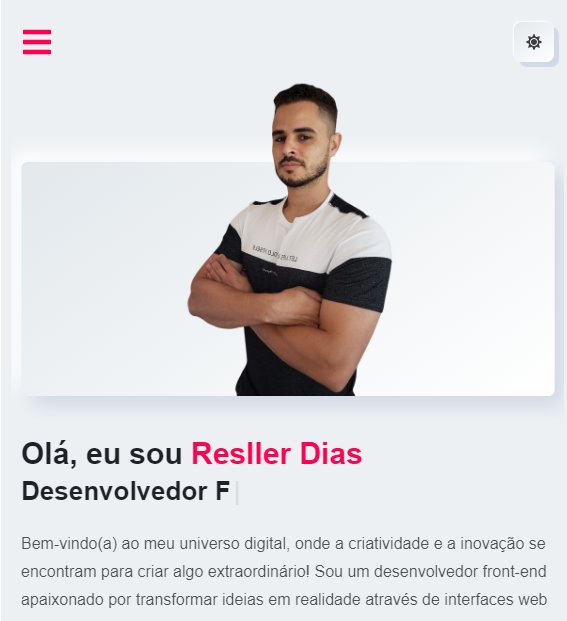 Olá, eu sou Resller Dias
Desenvolvedor F
Bem-vindo(a) ao meu universo digital, onde a criatividade e a inovação se
encontram para criar algo extraordinário! Sou um desenvolvedor front-end
apaixonado por transformar ideias em realidade através de interfaces web